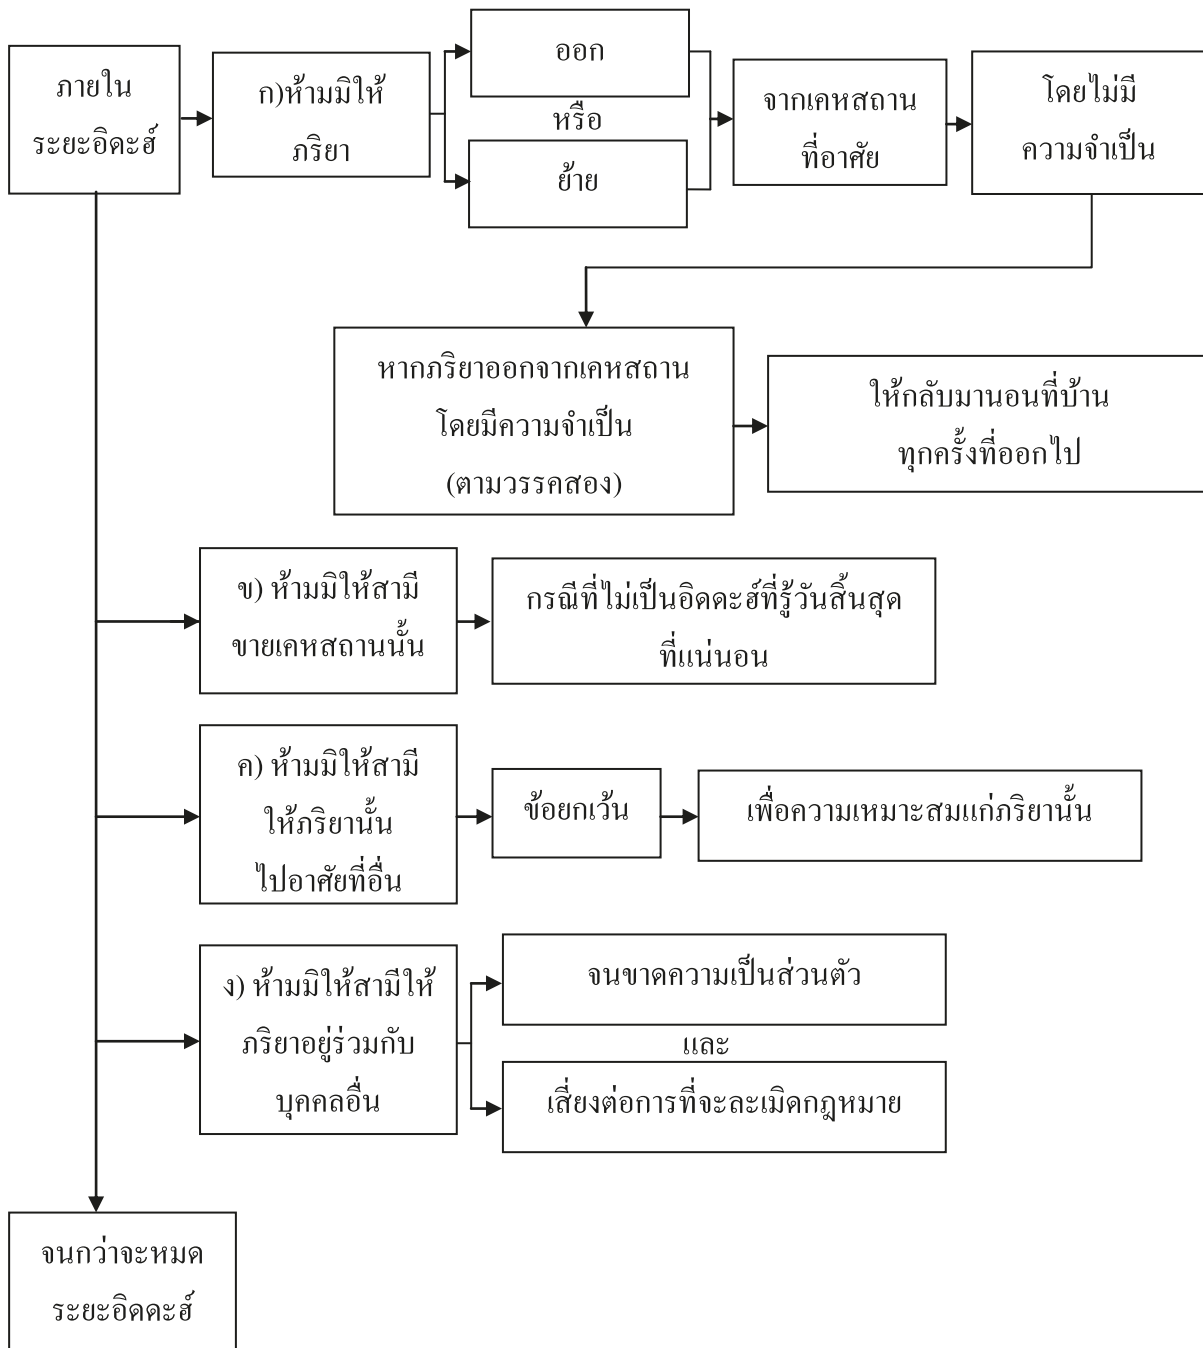 ภายใน
ระยะอิดะฮ์
ก)ห้ามมิให้
ภริยา
ออก
หรือ
ย้าย
จากเคหสถาน
ที่อาศัย
โดยไม่มี
ความจำเป็น
หากภริยาออกจากเคหสถาน
โดยมีความจำเป็น
(ตามวรรคสอง)
ให้กลับมานอนที่บ้าน
ทุกครั้งที่ออกไป
ข) ห้ามมิให้สามี
ขายเคหสถานนั้น
กรณีที่ไม่เป็นอิดดะฮ์ที่รู้วันสิ้นสุด
ที่แน่นอน
ค) ห้ามมิให้สามี
ให้ภริยานั้น
ไปอาศัยที่อื่น
ข้อยกเว้น
เพื่อความเหมาะสมแก่ภริยานั้น
ง) ห้ามมิให้สามีให้
ภริยาอยู่ร่วมกับ
บุคคลอื่น
จนขาดความเป็นส่วนตัว
และ
เสี่ยงต่อการที่จะละเมิดกฎหมาย
จนกว่าจะหมด
ระยะอิดดะฮ์